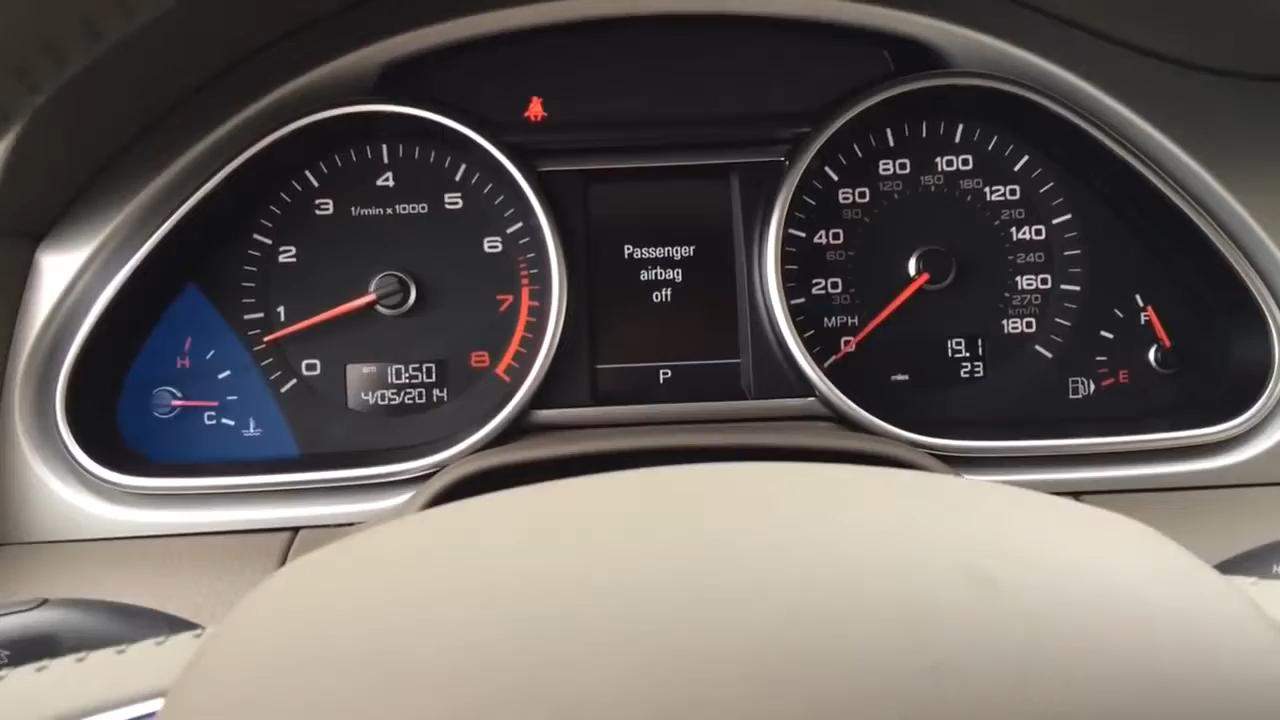 1/min x 1000
0
1
2
3
4
5
6
7
8
am 10:50
4/05/2014
H
C
Passenger
airbag
off
P
MPH
0
20
40
60
80
100
120
140
160
180
30
60
90
120
150
180
210
240
270
km/h
19.1
miles 23
F
E